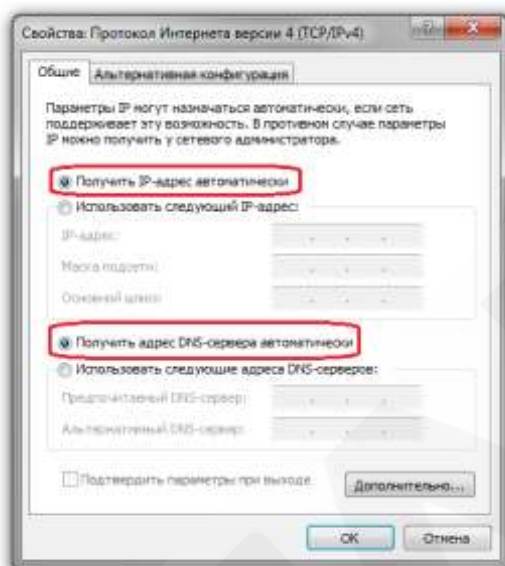 Свойства: Протокол Интернета версии 4 (TCP/IPv4)
Общие
Альтернативная конфигурация
Параметры IP могут назначаться автоматически, если сеть
поддерживает эту возможность. В противном случае параметры
IP можно получить у сетевого администратора.
Получить IP-адрес автоматически
Использовать следующий IP-адрес:
IP-адрес:
Маска подсети:
Основной шлюз:
Получить адрес DNS-сервера автоматически
Использовать следующие адреса DNS-серверов:
Предпочитаемый DNS-сервер:
Альтернативный DNS-сервер:
Подтвердить параметры при выходе
Дополнительно...
ОК
Отмена